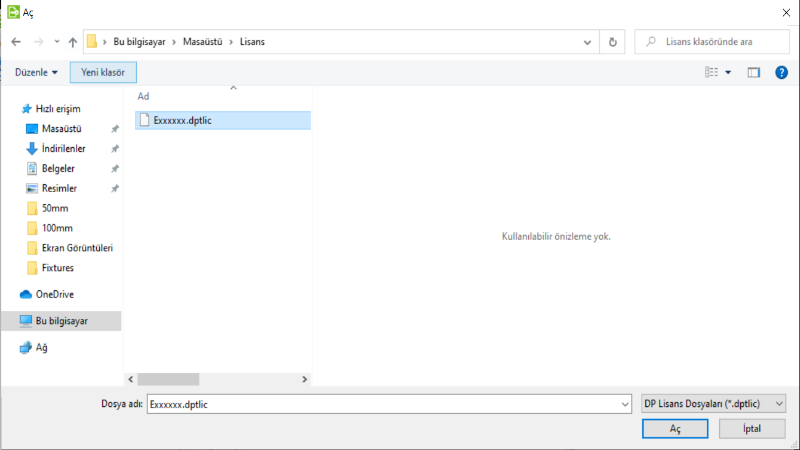 Aç
Bu bilgisayar › Masaüstü › Lisans
Lisans klasöründe ara
Düzenle
Yeni klasör
Ad
Hızlı erişim
Masaüstü
İndirilenler
Belgeler
Resimler
50mm
100mm
Ekran Görüntüleri
Fixtures
OneDrive
Bu bilgisayar
Ağ
Exxxxxx.dptlic
Kullanılabilir önizleme yok.
Dosya adı: Exxxxxx.dptlic
DP Lisans Dosyaları (*.dptlic)
Aç
İptal